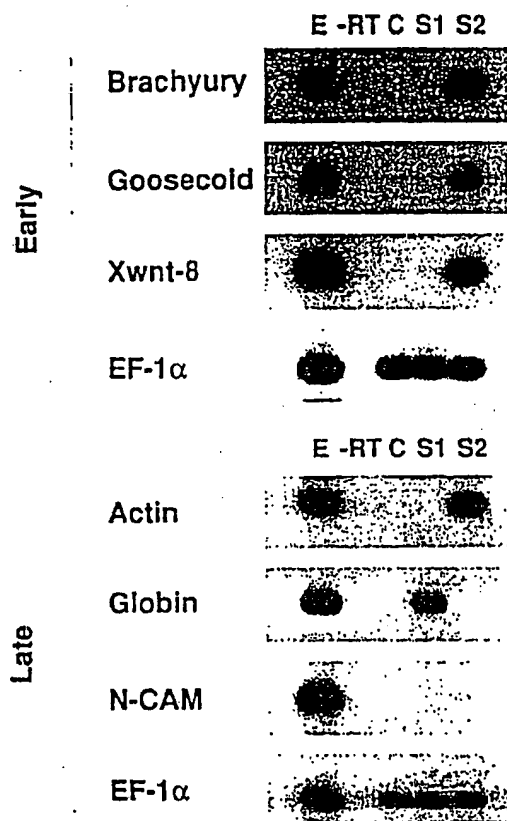 E -RT C S1 S2
Brachyury
Goosecoid
Early
Xwnt-8
EF-1α
E -RT C S1 S2
Actin
Globin
Late
N-CAM
EF-1α